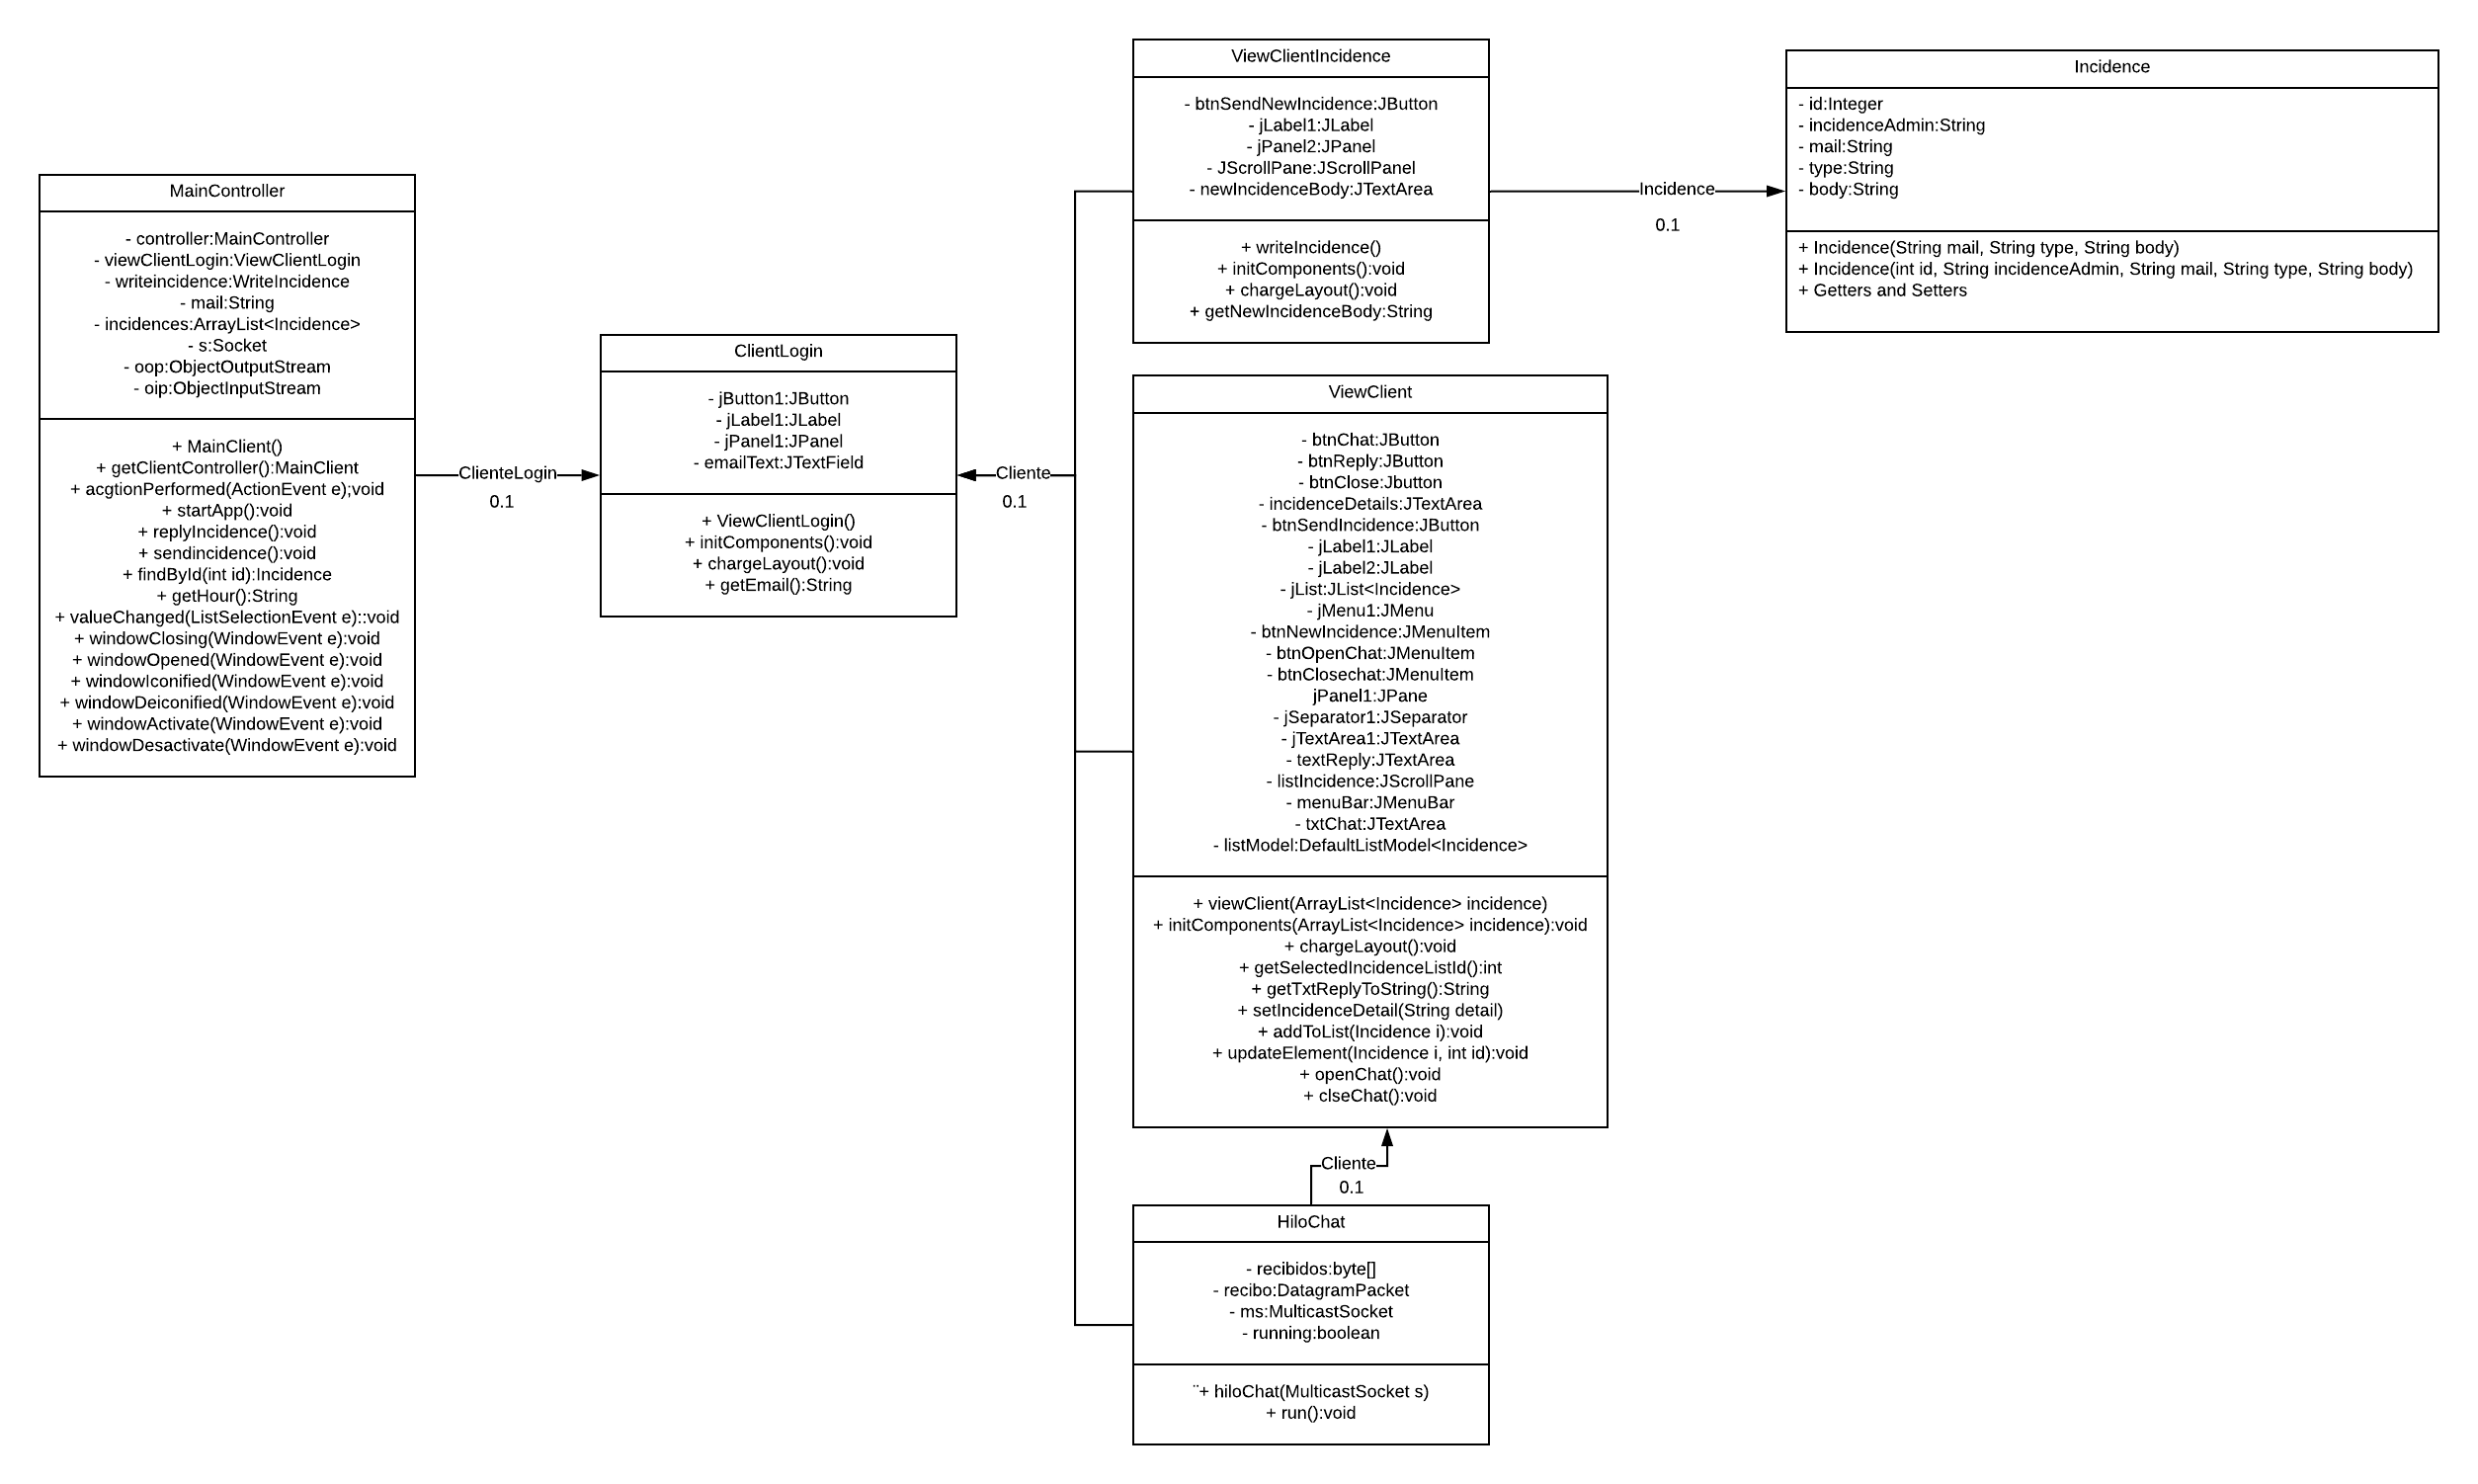 MainController
- controller:MainController
- viewClientLogin:ViewClientLogin
- writeincidence:WriteIncidence
- mail:String
- incidences:ArrayList<Incidence>
- s:Socket
- oop:ObjectOutputStream
- oip:ObjectInputStream
+ MainClient()
+ getClientController():MainClient
+ acgtionPerformed(ActionEvent e);void
+ startApp():void
+ replyIncidence():void
+ sendincidence():void
+ findById(int id):Incidence
+ getHour():String
+ valueChanged(ListSelectionEvent e)::void
+ windowClosing(WindowEvent e):void
+ windowOpened(WindowEvent e):void
+ windowIconified(WindowEvent e):void
+ windowDeiconified(WindowEvent e):void
+ windowActivate(WindowEvent e):void
+ windowDesactivate(WindowEvent e):void
ClienteLogin
0.1
ClientLogin
- jButton1:JButton
- jLabel1:JLabel
- jPanel1:JPanel
- emailText:JTextField
+ ViewClientLogin()
+ initComponents():void
+ chargeLayout():void
+ getEmail():String
Cliente
0.1
ViewClientIncidence
- btnSendNewIncidence:JButton
- jLabel1:JLabel
- jPanel2:JPanel
- JScrollPane:JScrollPanel
- newIncidenceBody:JTextArea
+ writeIncidence()
+ initComponents():void
+ chargeLayout():void
+ getNewIncidenceBody:String
Incidence
0.1
Incidence
- id:Integer
- incidenceAdmin:String
- mail:String
- type:String
- body:String
+ Incidence(String mail, String type, String body)
+ Incidence(int id, String incidenceAdmin, String mail, String type, String body)
+ Getters and Setters
ViewClient
- btnChat:JButton
- btnReply:JButton
- btnClose:Jbutton
- incidenceDetails:JTextArea
- btnSendIncidence:JButton
- jLabel1:JLabel
- jLabel2:JLabel
- jList:JList<Incidence>
- jMenu1:JMenu
- btnNewIncidence:JMenuItem
- btnOpenChat:JMenuItem
- btnClosechat:JMenuItem
jPanel1:JPane
- jSeparator1:JSeparator
- jTextArea1:JTextArea
- textReply:JTextArea
- listIncidence:JScrollPane
- menuBar:JMenuBar
- txtChat:JTextArea
- listModel:DefaultListModel<Incidence>
+ viewClient(ArrayList<Incidence> incidence)
+ initComponents(ArrayList<Incidence> incidence):void
+ chargeLayout():void
+ getSelectedIncidenceListId():int
+ getTxtReplyToString():String
+ setIncidenceDetail(String detail)
+ addToList(Incidence i):void
+ updateElement(Incidence i, int id):void
+ openChat():void
+ clseChat():void
Cliente
0.1
HiloChat
- recibidos:byte[]
- recibo:DatagramPacket
- ms:MulticastSocket
- running:boolean
¨+ hiloChat(MulticastSocket s)
+ run():void